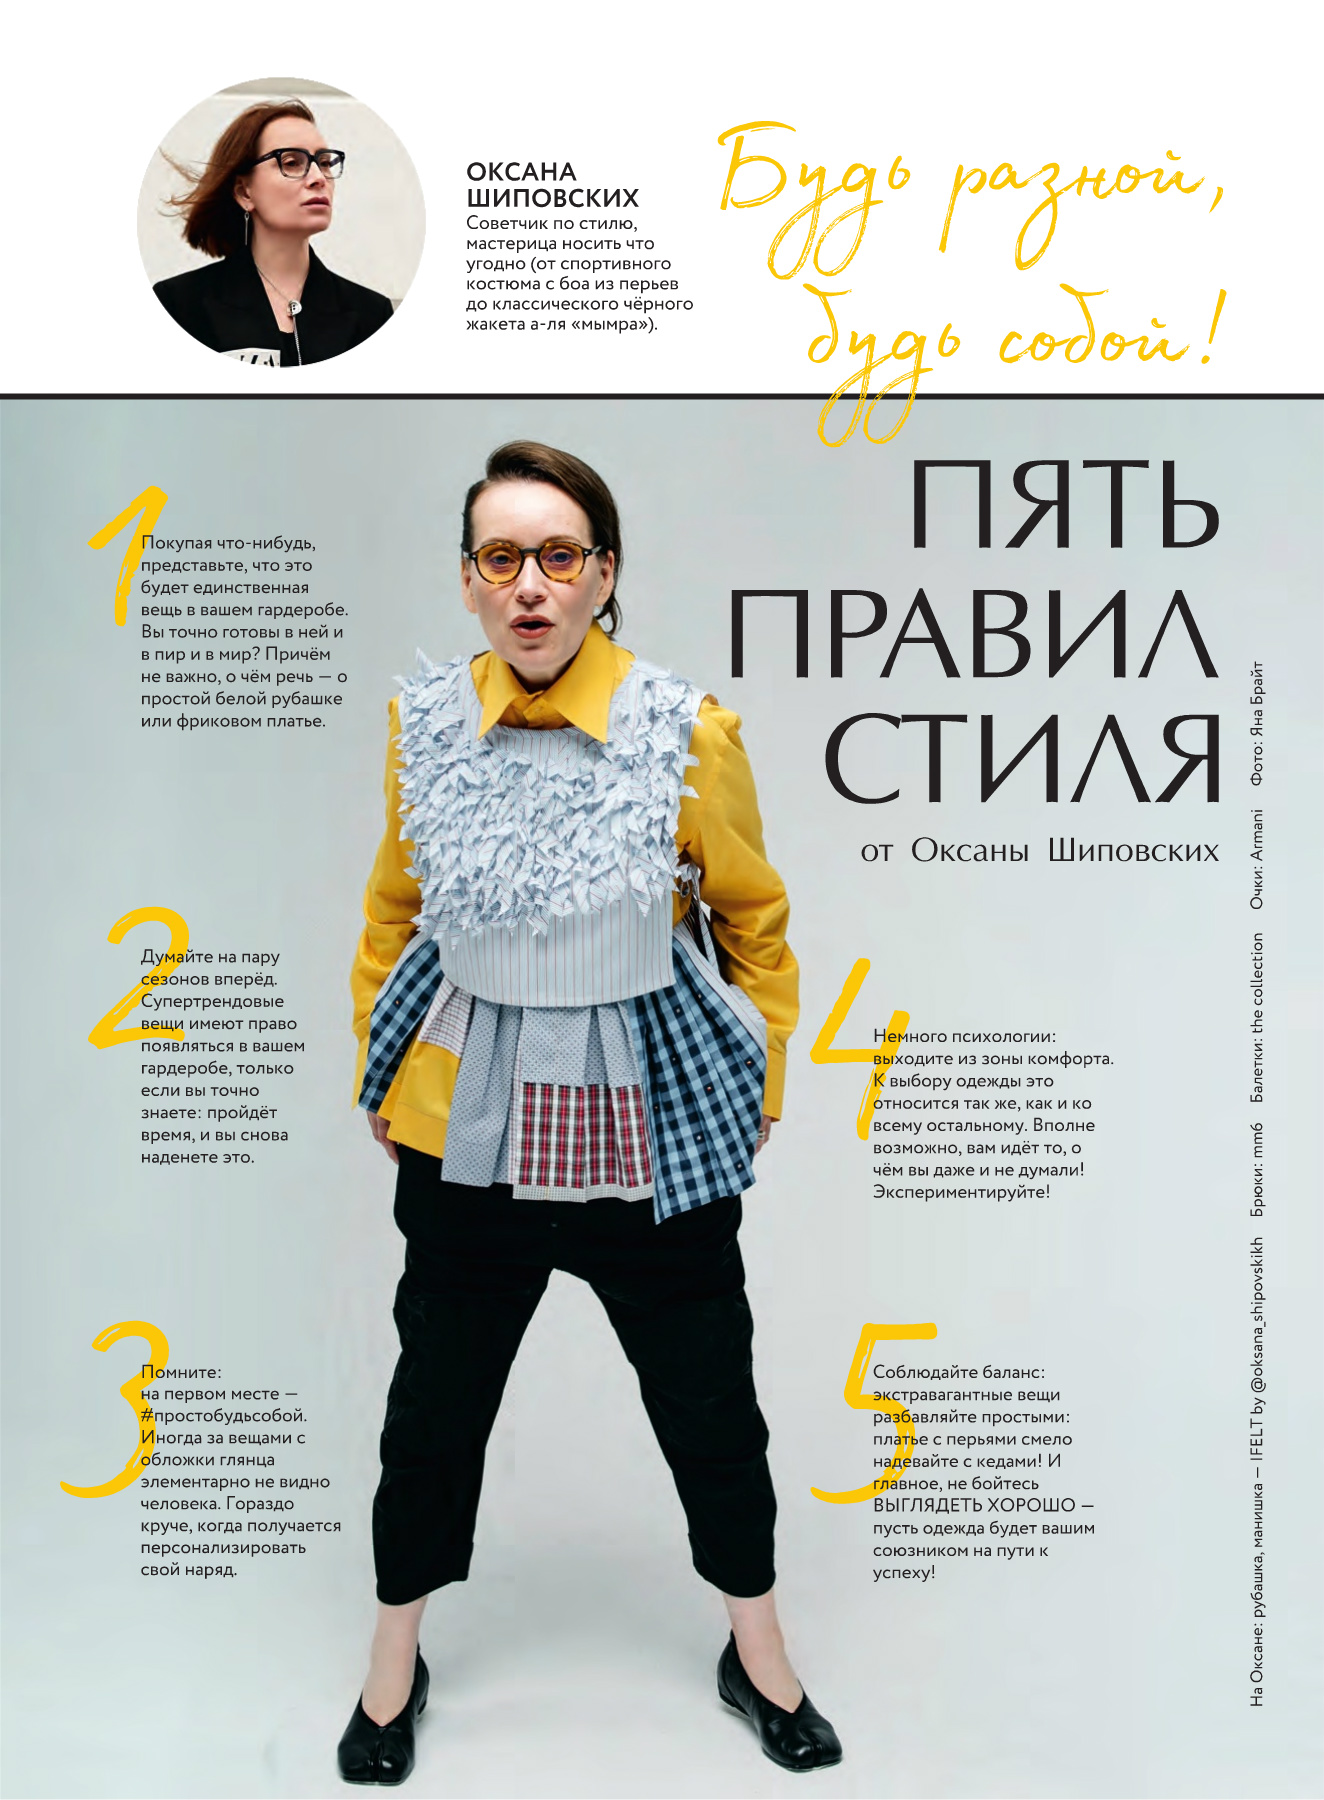 ОКСАНА
ШИПОВСКИХ
Советчик по стилю,
мастерица носить что
угодно (от спортивного
костюма с боа из перьев
до классического чёрного
жакета а-ля «мымра»).
Будь разной,
будь собой!
ПЯТЬ
ПРАВИЛ
СТИЛЯ
от Оксаны Шиповских
1
Покупая что-нибудь,
представьте, что это
будет единственная
вещь в вашем гардеробе.
Вы точно готовы в ней и
в пир и в мир? Причём
не важно, о чём речь — о
простой белой рубашке
или фриковом платье.
2
Думайте на пару
сезонов вперёд.
Супертрендовые
вещи имеют право
появляться в вашем
гардеробе, только
если вы точно
знаете: пройдёт
время, и вы снова
наденете это.
3
Помните:
на первом месте —
#простобудьсобой.
Иногда за вещами с
обложки глянца
элементарно не видно
человека. Гораздо
круче, когда получается
персонализировать
свой наряд.
4
Немного психологии:
выходите из зоны комфорта.
К выбору одежды это
относится так же, как и ко
всему остальному. Вполне
возможно, вам идёт то, о
чём вы даже и не думали!
Экспериментируйте!
5
Соблюдайте баланс:
экстравагантные вещи
разбавляйте простыми:
платье с перьями смело
надевайте с кедами! И
главное, не бойтесь
ВЫГЛЯДЕТЬ ХОРОШО —
пусть одежда будет вашим
союзником на пути к
успеху!
На Оксане: рубашка, манишка — IFELT by @oksana_shipovskikh Брюки: mm6 Балетки: the collection Очки: Armani Фото: Яна Брайт